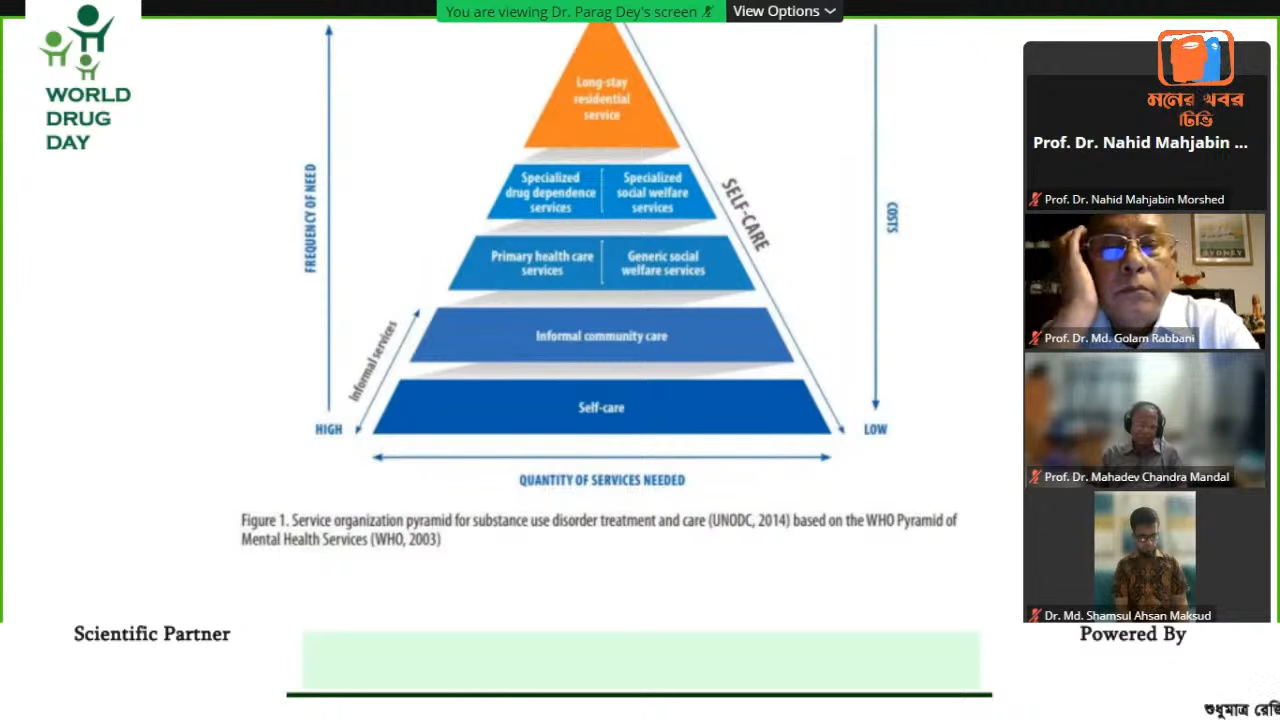 You are viewing Dr. Parag Dey's screen
View Options
WORLD
DRUG
DAY
Long-stay
residential
service
Specialized
drug dependence
services
Specialized
social welfare
services
Primary health care
services
Generic social
welfare services
Informal community care
Self-care
FREQUENCY OF NEED
Informal services
SELF-CARE
COSTS
HIGH
LOW
QUANTITY OF SERVICES NEEDED
Figure 1. Service organization pyramid for substance use disorder treatment and care (UNODC, 2014) based on the WHO Pyramid of
Mental Health Services (WHO, 2003)
মনের খবর
টিভি
Prof. Dr. Nahid Mahjabin ...
Prof. Dr. Nahid Mahjabin Morshed
SYDNEY
Prof. Dr. Md. Golam Rabbani
Prof. Dr. Mahadev Chandra Mandal
Dr. Md. Shamsul Ahsan Maksud
Scientific Partner
Powered By
শুধুমাত্র রেজি